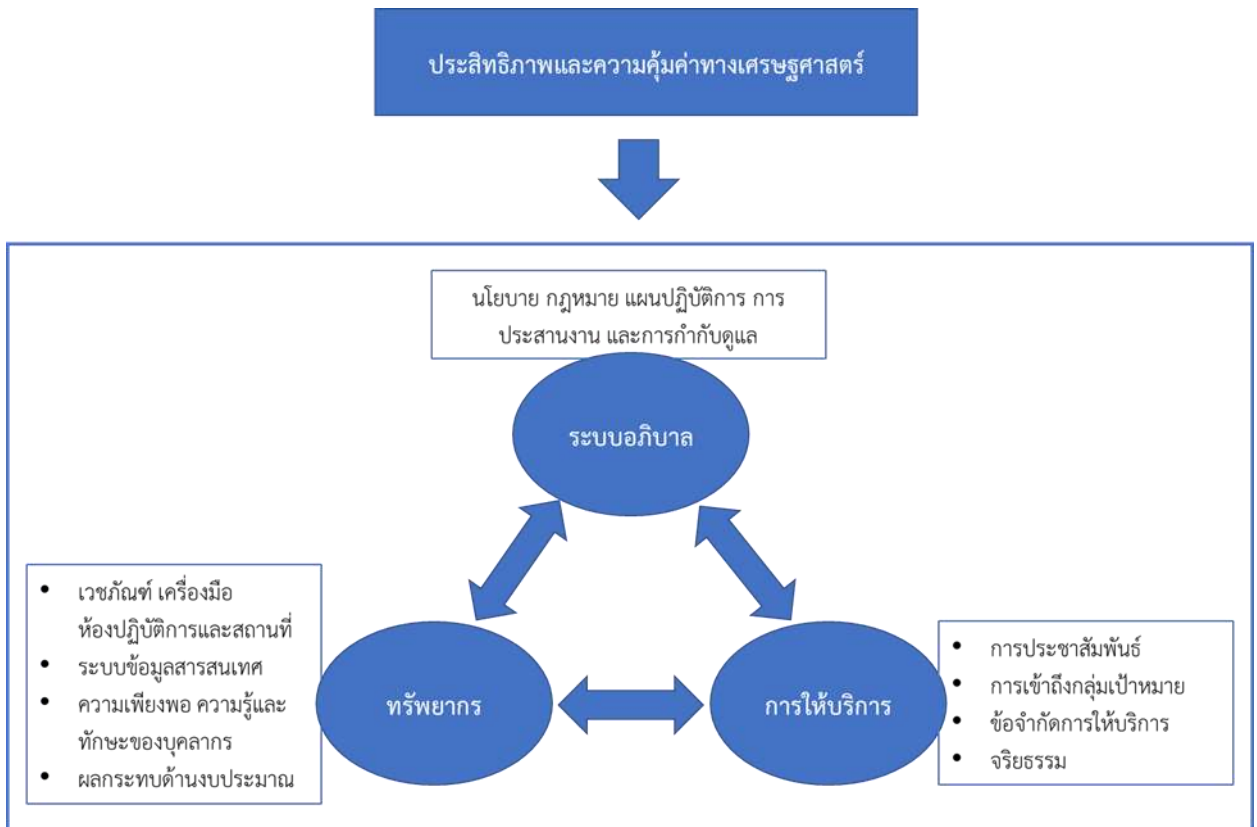 ประสิทธิภาพและความคุ้มค่าทางเศรษฐศาสตร์
นโยบาย กฎหมาย แผนปฏิบัติการ การ
ประสานงาน และการกำกับดูแล
ระบบอภิบาล
• เวชภัณฑ์ เครื่องมือ
ห้องปฏิบัติการและสถานที่
• ระบบข้อมูลสารสนเทศ
• ความเพียงพอ ความรู้และ
ทักษะของบุคลากร
• ผลกระทบด้านงบประมาณ
ทรัพยากร
การให้บริการ
• การประชาสัมพันธ์
• การเข้าถึงกลุ่มเป้าหมาย
• ข้อจำกัดการให้บริการ
• จริยธรรม